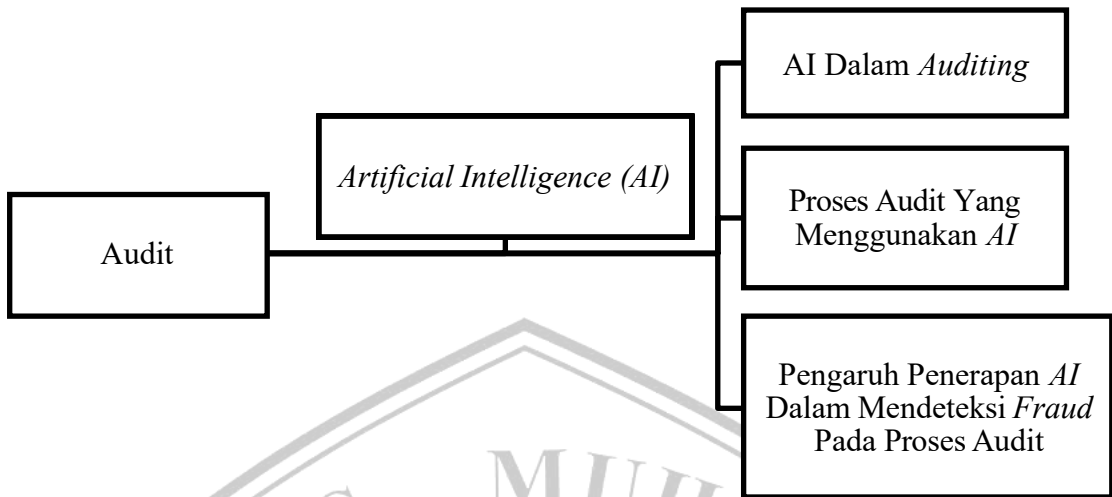 AI Dalam Auditing
Artificial Intelligence (AI)
Audit
Proses Audit Yang
Menggunakan AI
Pengaruh Penerapan AI
Dalam Mendeteksi Fraud
Pada Proses Audit